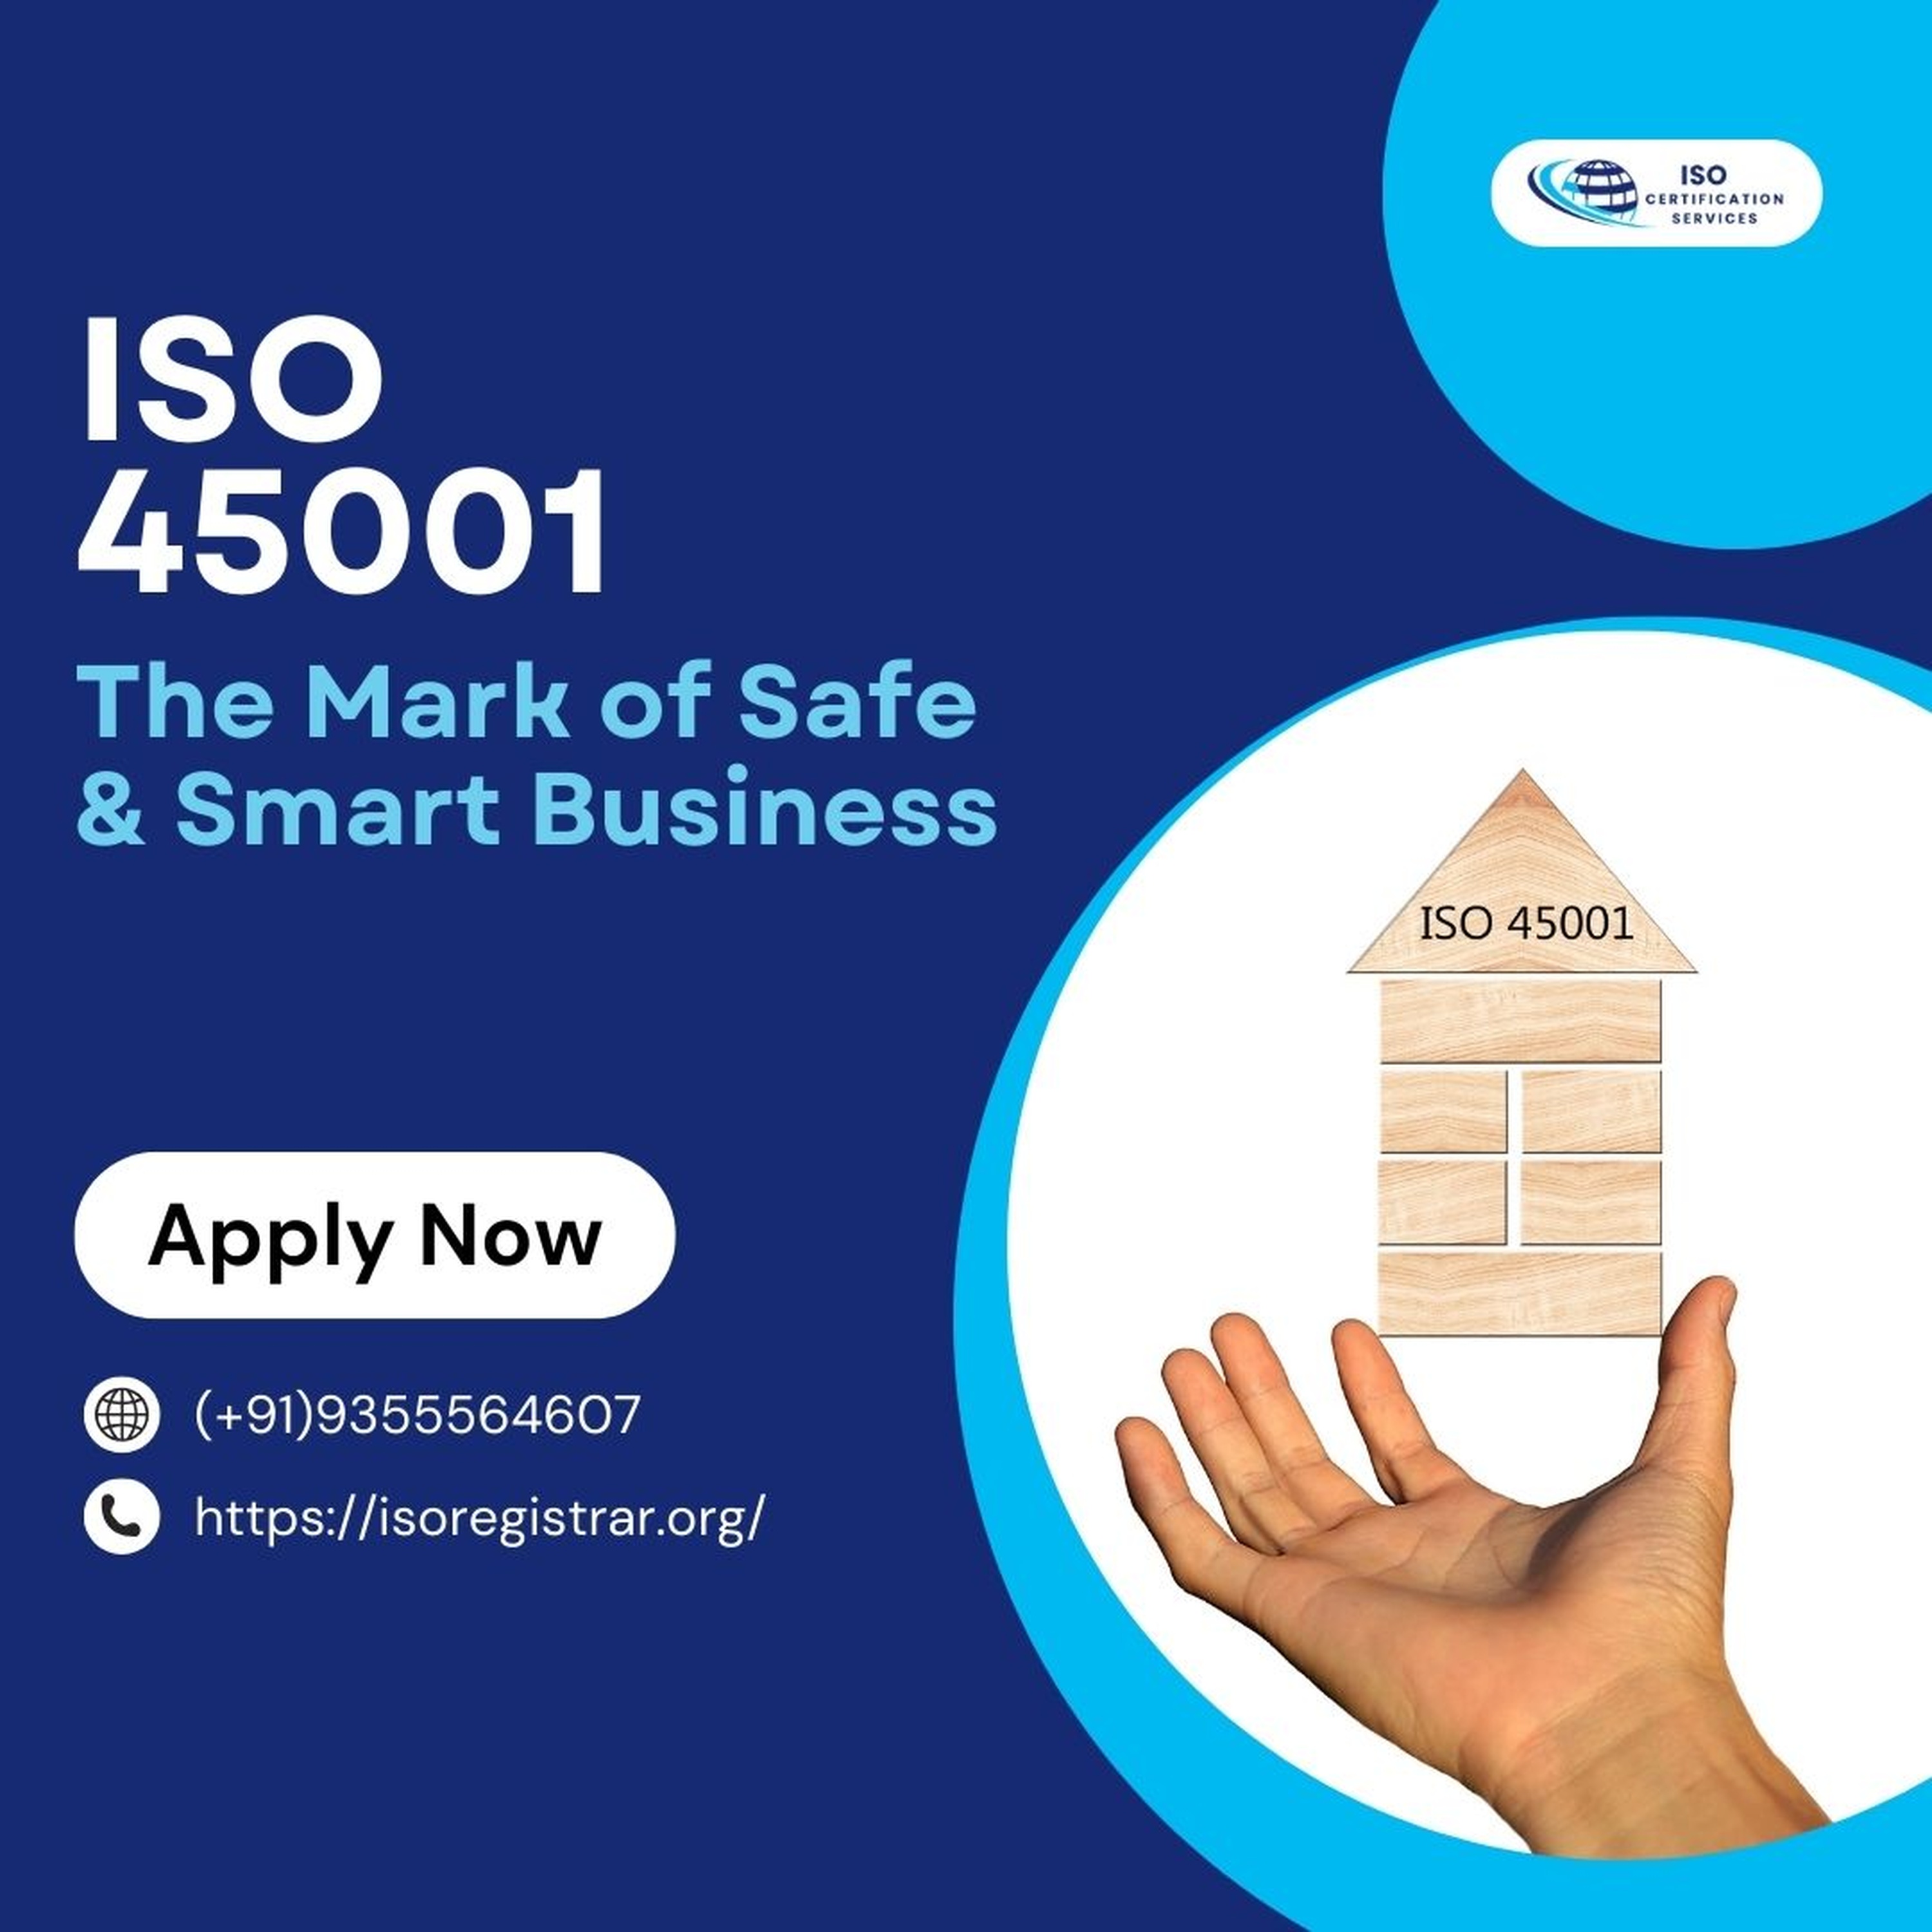 ISO
CERTIFICATION
SERVICES
ISO
45001
The Mark of Safe
& Smart Business
ISO 45001
Apply Now
(+91)9355564607
https://isoregistrar.org/